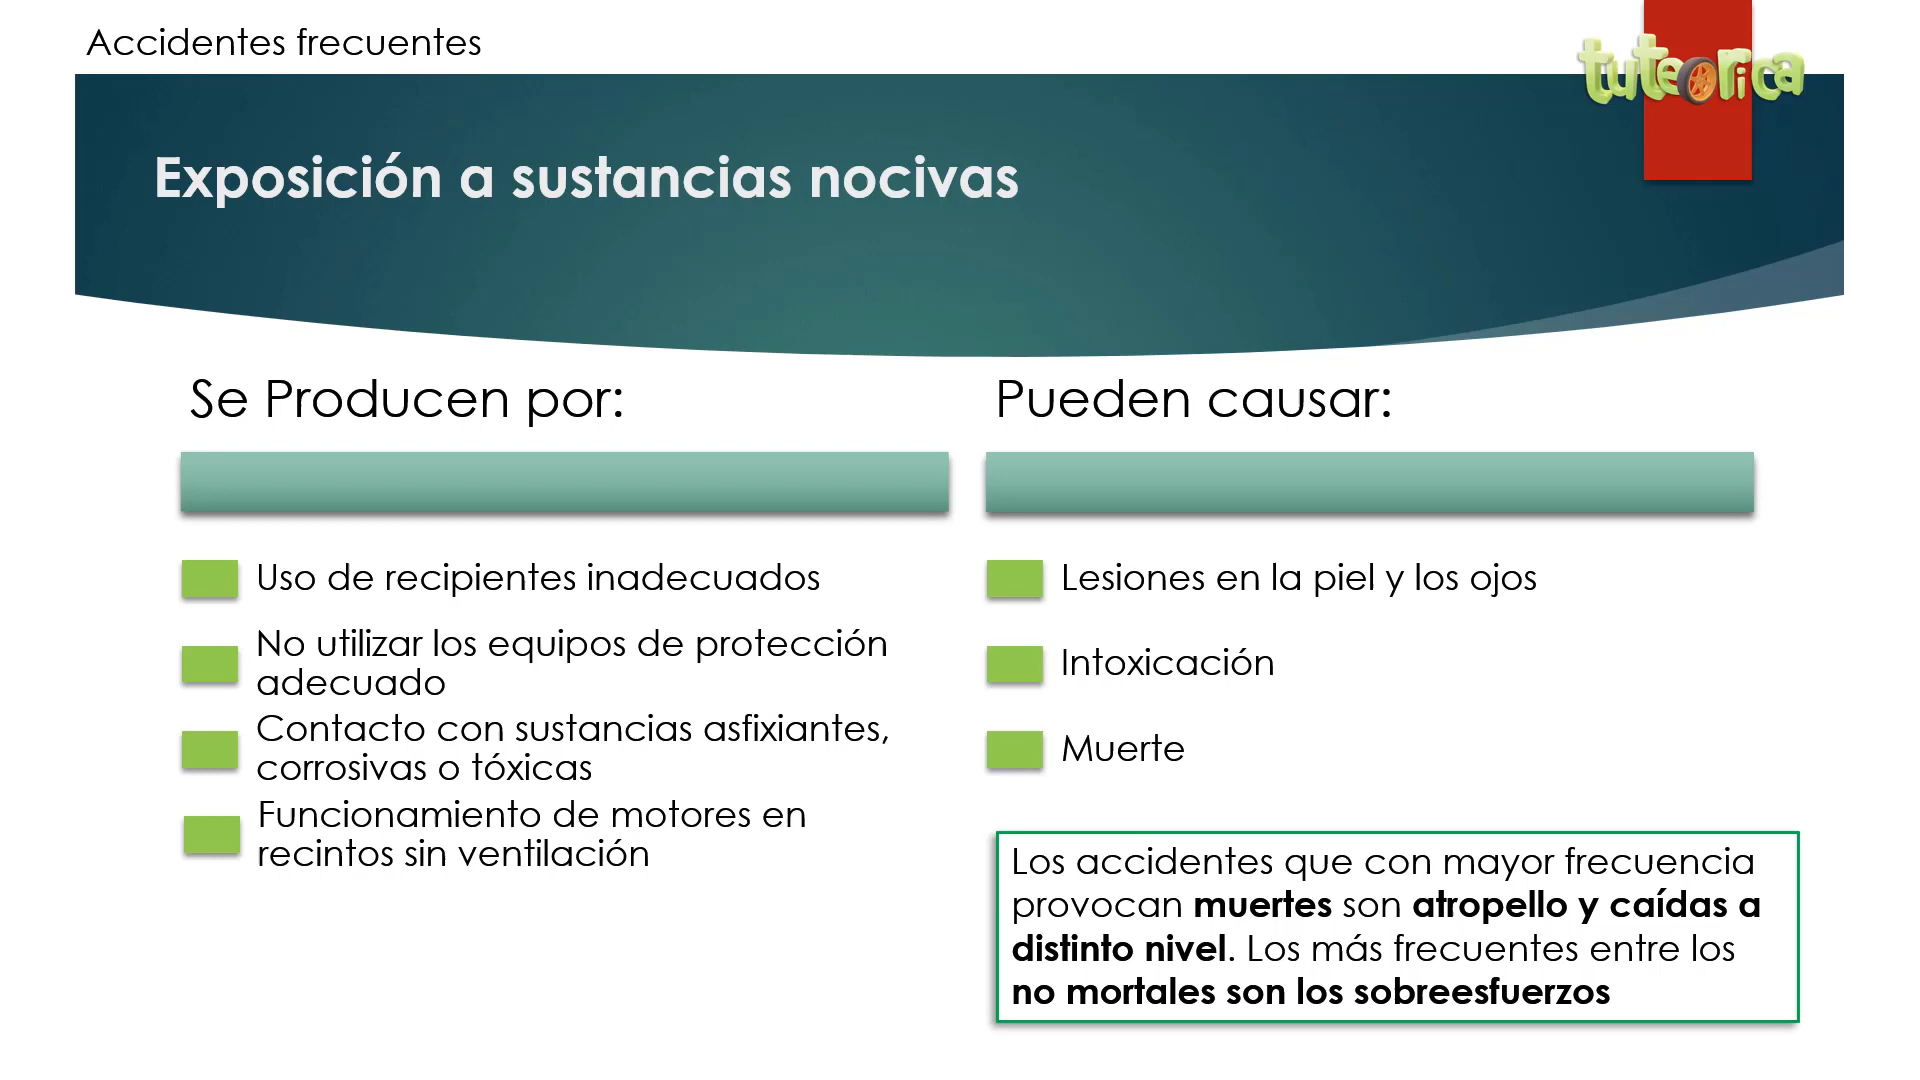 Accidentes frecuentes
tuteorica
Exposición a sustancias nocivas
Se Producen por:
Uso de recipientes inadecuados
No utilizar los equipos de protección
adecuado
Contacto con sustancias asfixiantes,
corrosivas o tóxicas
Funcionamiento de motores en
recintos sin ventilación
Pueden causar:
Lesiones en la piel y los ojos
Intoxicación
Muerte
Los accidentes que con mayor frecuencia
provocan muertes son atropello y caídas a
distinto nivel. Los más frecuentes entre los
no mortales son los sobreesfuerzos